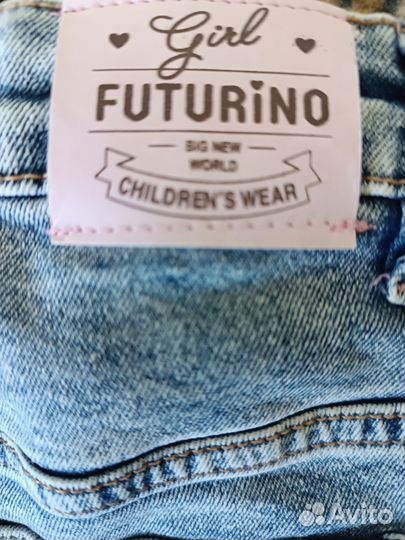 Girl
FUTURiNO
BIG NEW
WORLD
CHILDREN'S WEAR
Avito